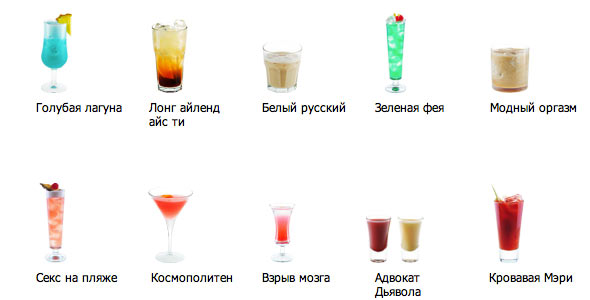 Голубая лагуна
Лонг айленд
айс ти
Белый русский
Зеленая фея
Модный оргазм
Секс на пляже
Космополитен
Взрыв мозга
Адвокат
Дьявола
Кровавая Мэри